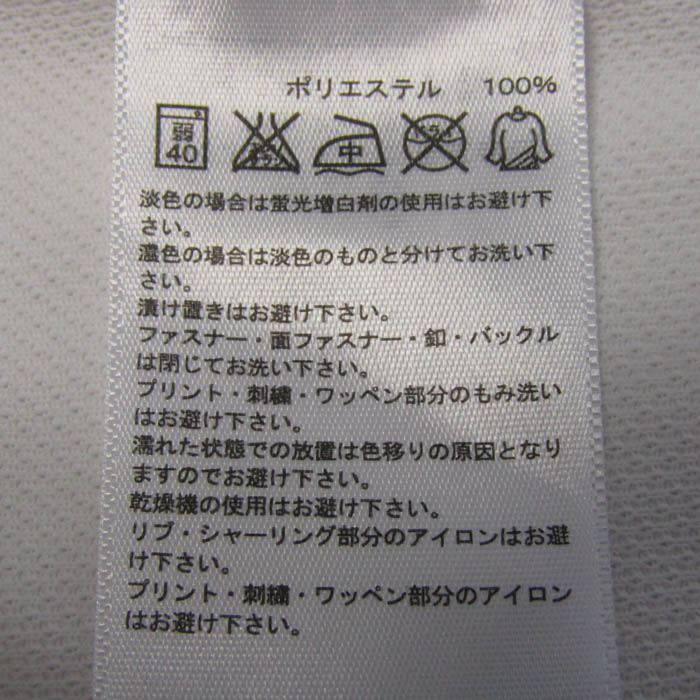 ポリエステル 100%
弱 40 エンソ サラシ 中 ドライ
淡色の場合は蛍光増白剤の使用はお避け下
さい。
濃色の場合は淡色のものと分けてお洗い下
さい。
漬け置きはお避け下さい。
ファスナー・面ファスナー・釦・バックル
は閉じてお洗い下さい。
プリント・刺繍・ワッペン部分のもみ洗い
はお避け下さい。
濡れた状態での放置は色移りの原因となり
ますのでお避け下さい。
乾燥機の使用はお避け下さい。
リブ・シャーリング部分のアイロンはお避
け下さい。
プリント・刺繍・ワッペン部分のアイロン
はお避け下さい。